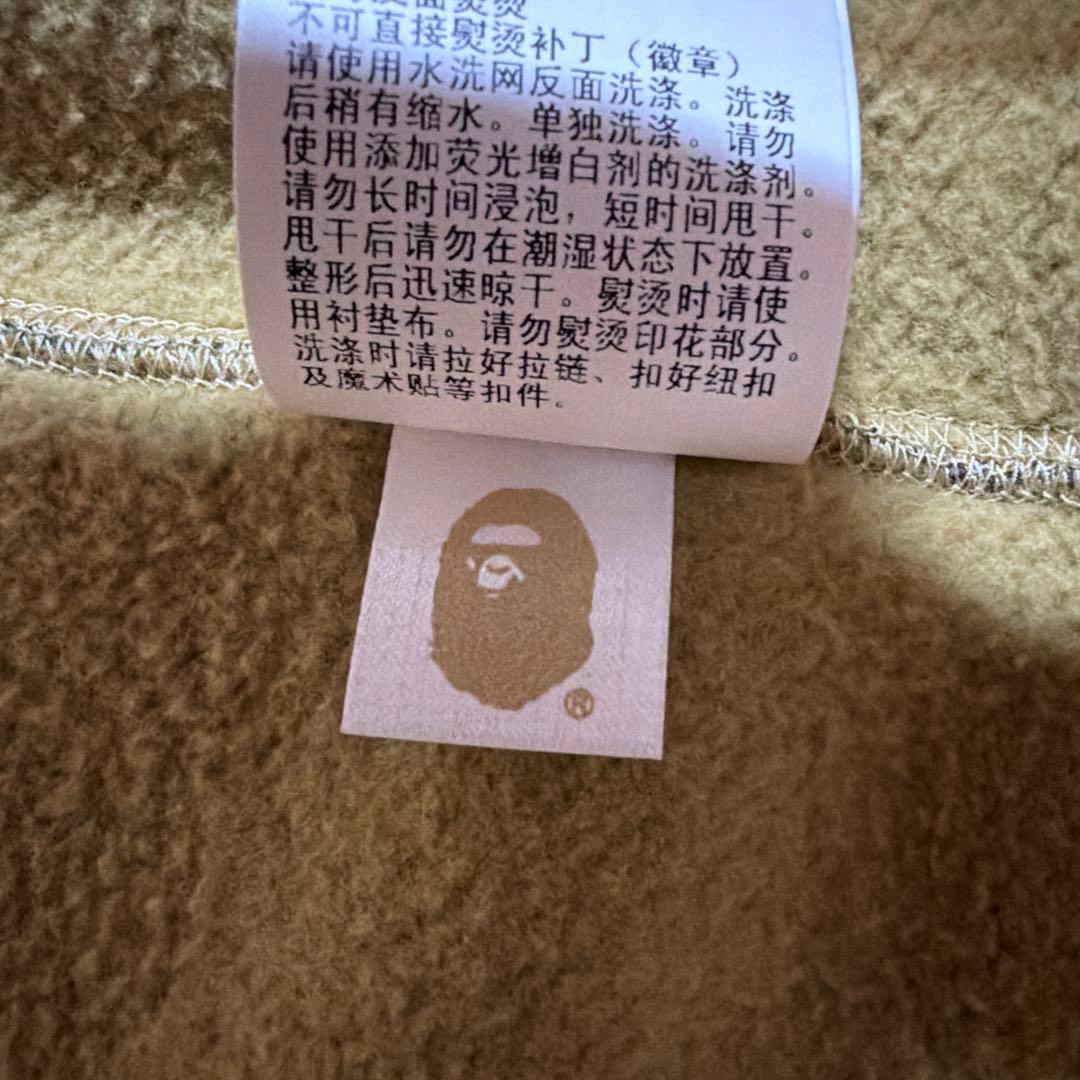 反面熨烫
不可直接熨烫补丁（徽章）
请使用水洗网反面洗涤。洗涤
后稍有缩水。单独洗涤。请勿
使用添加荧光增白剂的洗涤剂。
请勿长时间浸泡，短时间甩干。
甩干后请勿在潮湿状态下放置。
整形后迅速晾干。熨烫时请使
用衬垫布。请勿熨烫印花部分。
洗涤时请拉好拉链、扣好纽扣
及魔术贴等扣件。
®